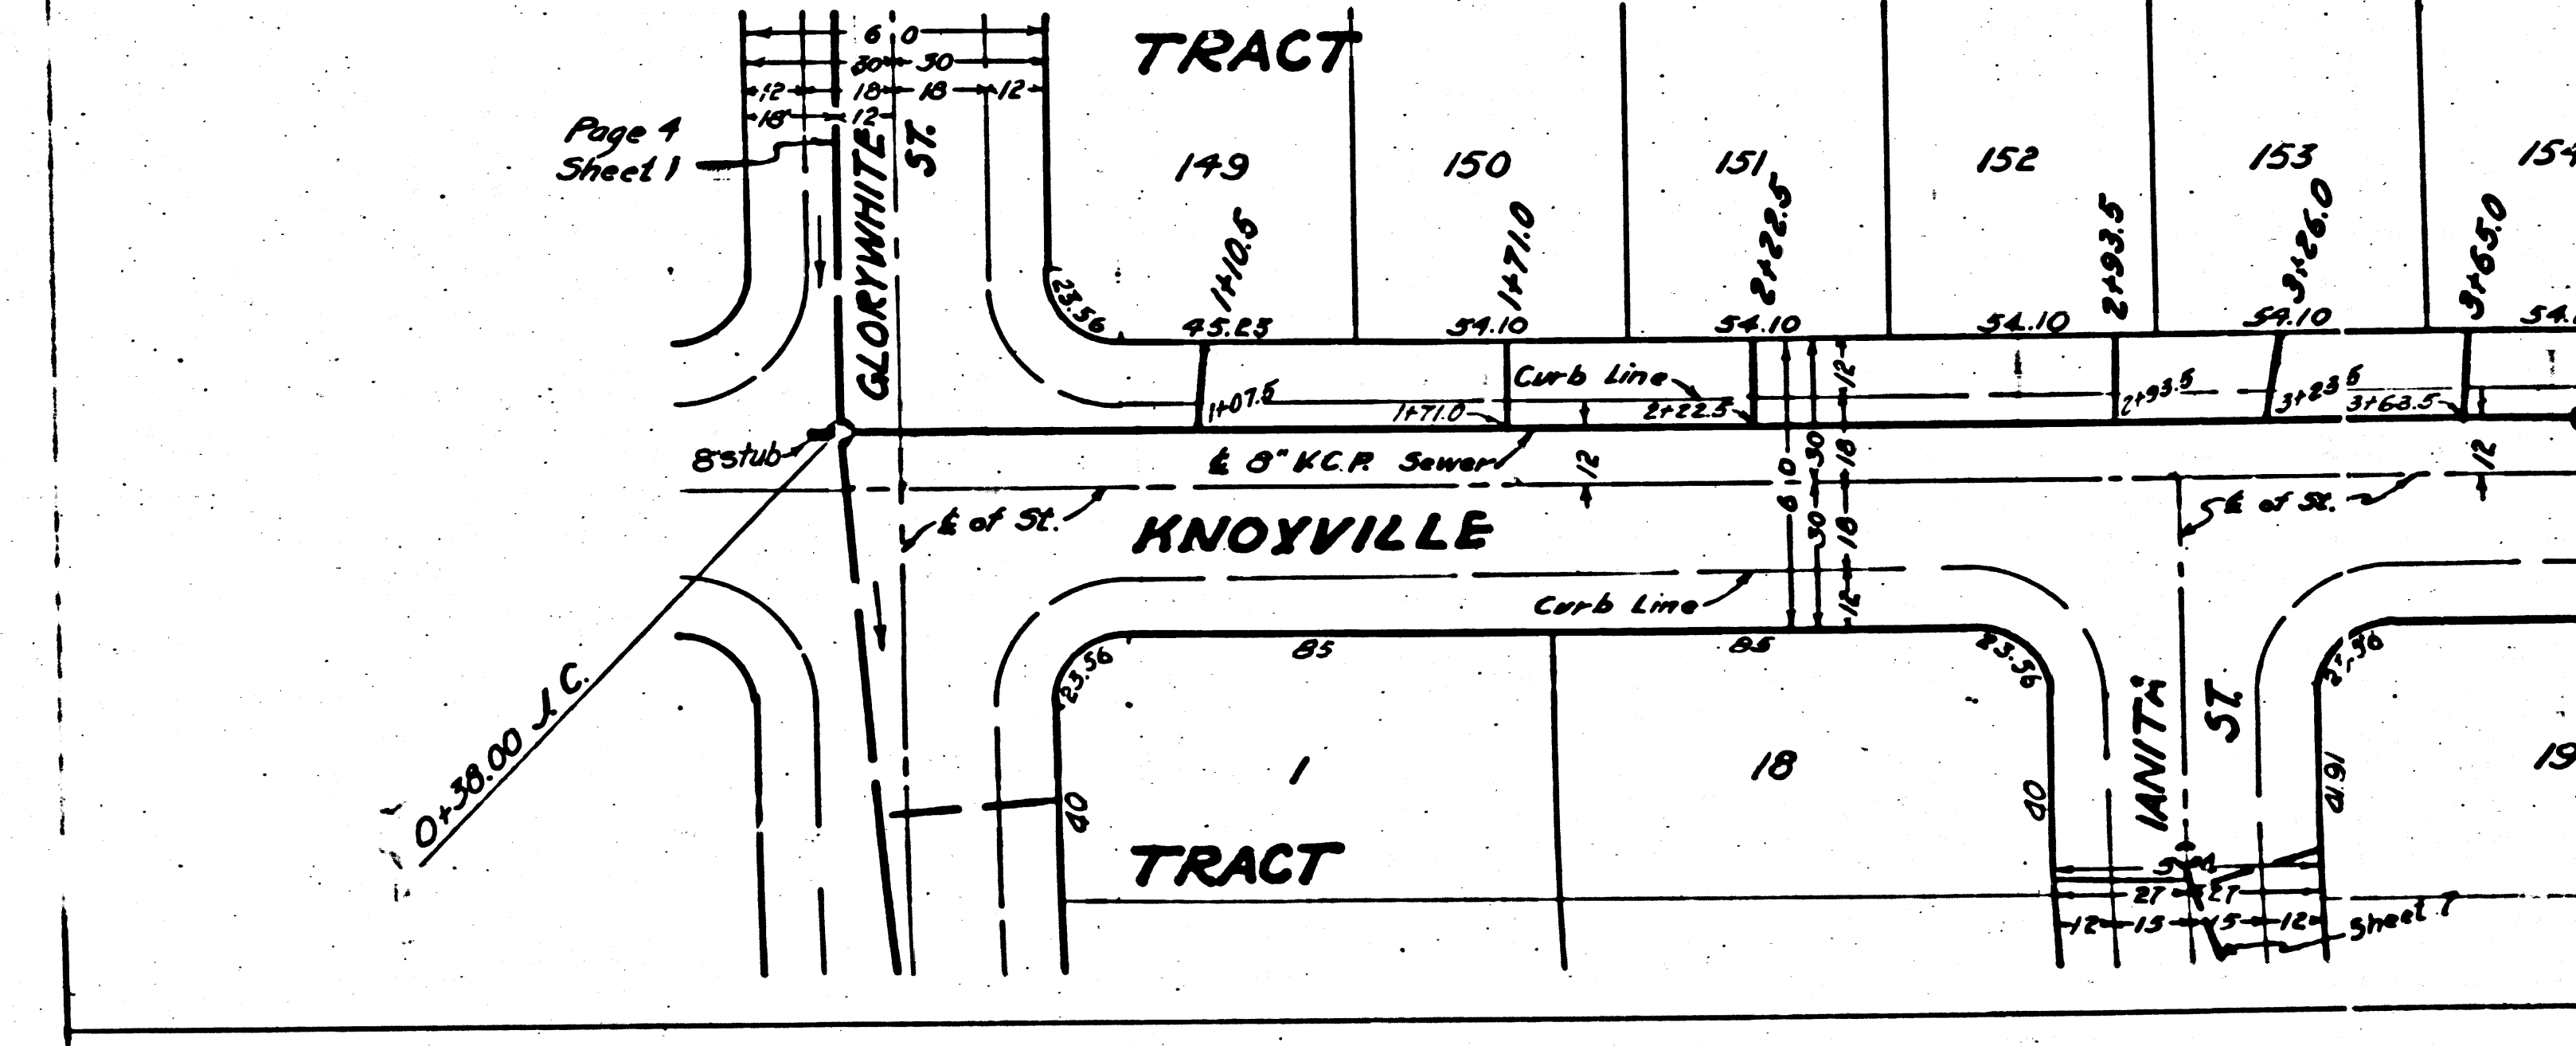 6 0
30 30
12 18 18 12
18 12
TRACT
Page 4
Sheet 1
GLORYWHITE ST.
149
150
151
152
153
154
1+10.5
1+71.0
2+22.5
2+93.5
3+26.0
3+65.0
23.56
45.25
54.10
54.10
54.10
54.10
1+07.5
1+71.0
Curb Line
2+22.5
2+93.5
3+23.5
3+63.5
12
30
18
8" stub
℄ 8" V.C.P. Sewer
12
60
12
℄ of St.
KNOXVILLE
30
18
12
℄ of St.
Curb Line
23.56
85
85
23.56
0+38.00 J.C.
1
18
19
IANITA ST.
40
40
41.91
TRACT
27 27
12 15 15 12
Sheet 7